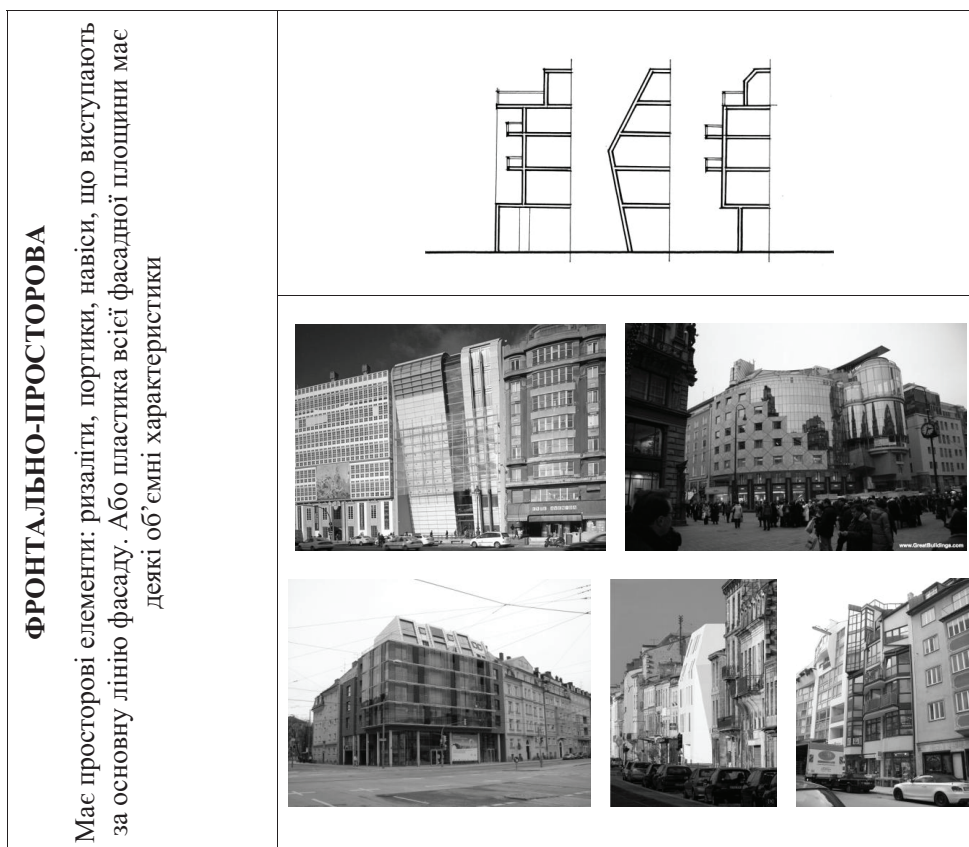 ФРОНТАЛЬНО-ПРОСТОРОВА
Має просторові елементи: ризаліти, портики, навіси, що виступають
за основну лінію фасаду. Або пластика всієї фасадної площини має
деякі об’ємні характеристики
www.GreatBuildings.com